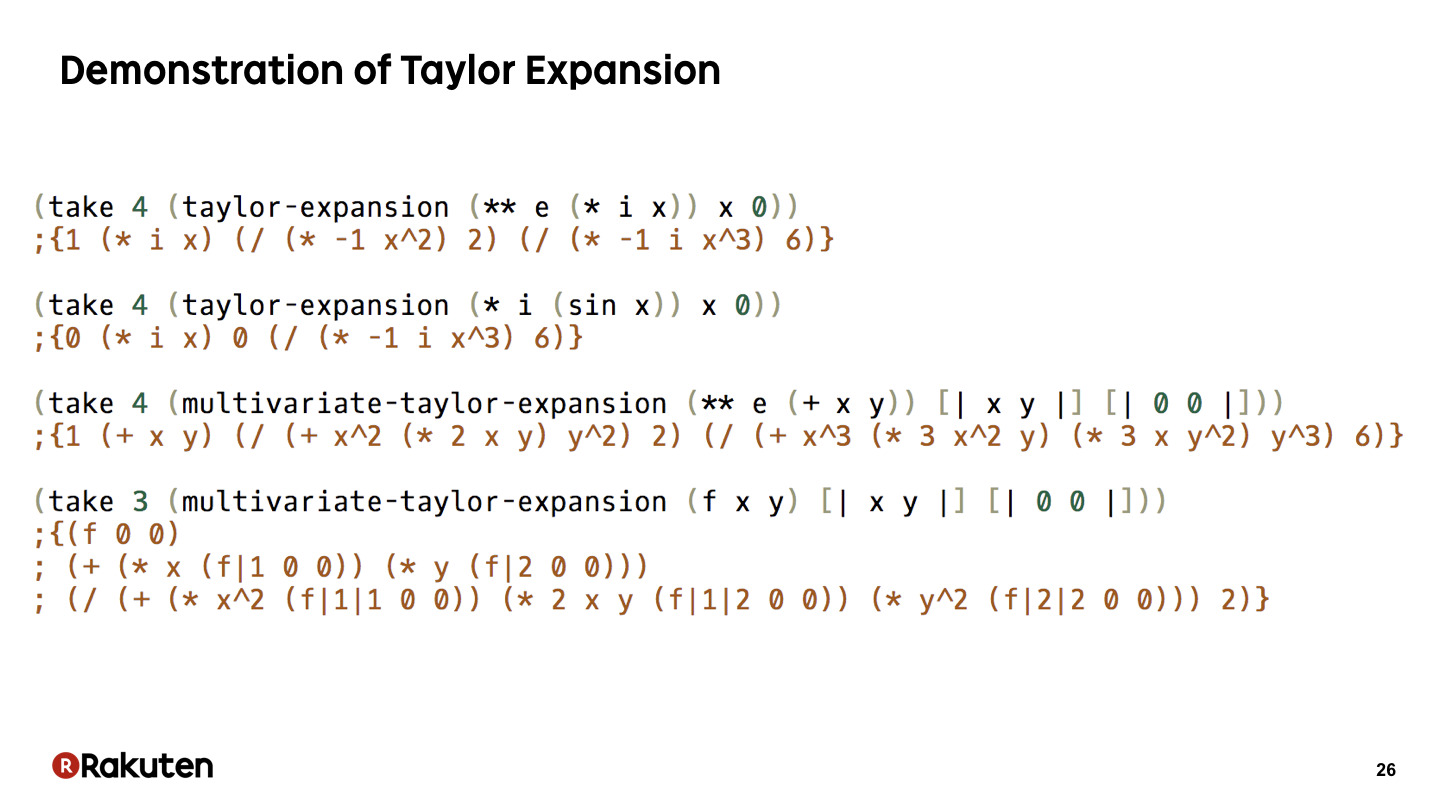 Demonstration of Taylor Expansion
(take 4 (taylor-expansion (** e (* i x)) x 0))
;{1 (* i x) (/ (* -1 x^2) 2) (/ (* -1 i x^3) 6)}
(take 4 (taylor-expansion (* i (sin x)) x 0))
;{0 (* i x) 0 (/ (* -1 i x^3) 6)}
(take 4 (multivariate-taylor-expansion (** e (+ x y)) [| x y |] [| 0 0 |]))
;{1 (+ x y) (/ (+ x^2 (* 2 x y) y^2) 2) (/ (+ x^3 (* 3 x^2 y) (* 3 x y^2) y^3) 6)}
(take 3 (multivariate-taylor-expansion (f x y) [| x y |] [| 0 0 |]))
;{(f 0 0)
; (+ (* x (f|1 0 0)) (* y (f|2 0 0)))
; (/ (+ (* x^2 (f|1|1 0 0)) (* 2 x y (f|1|2 0 0)) (* y^2 (f|2|2 0 0))) 2)}
R Rakuten
26